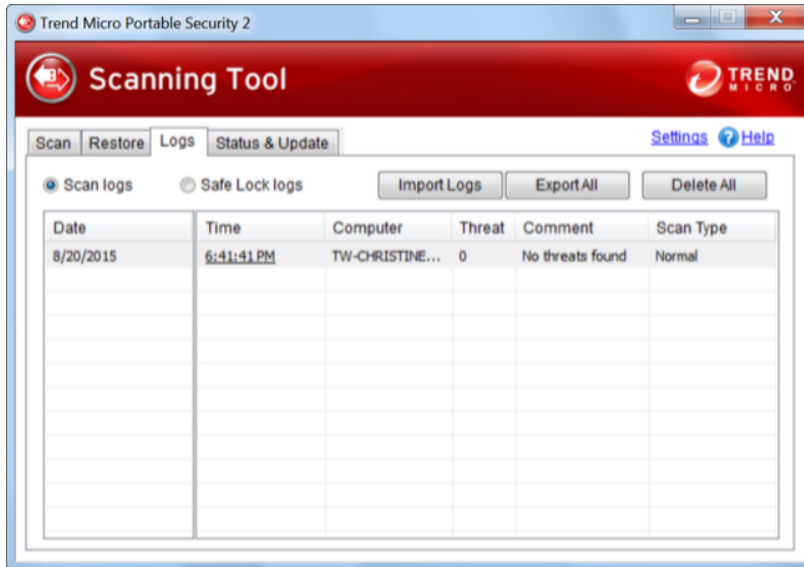 Trend Micro Portable Security 2
Scanning Tool
TREND MICRO
Scan Restore Logs Status & Update Settings Help
Scan logs Safe Lock logs Import Logs Export All Delete All
Date Time Computer Threat Comment Scan Type
8/20/2015 6:41:41 PM TW-CHRISTINE... 0 No threats found Normal